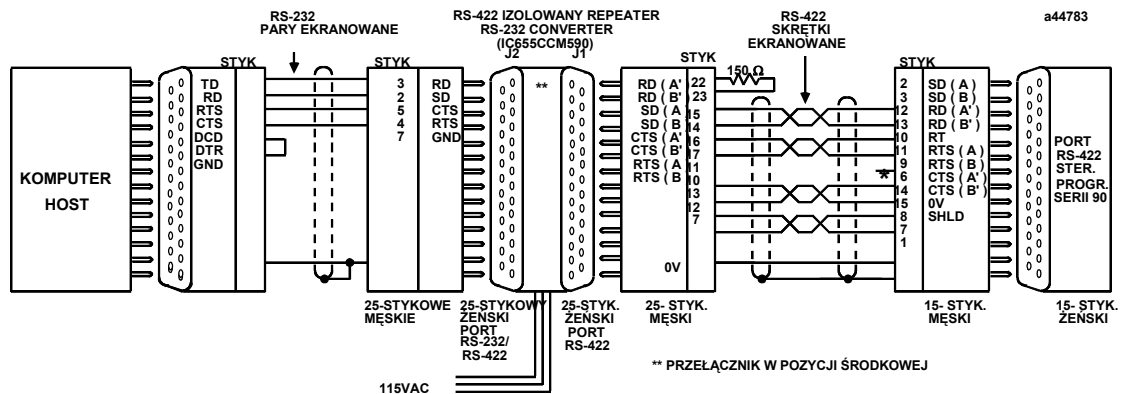 RS-232
PARY EKRANOWANE
RS-422 IZOLOWANY REPEATER
RS-232 CONVERTER
(IC655CCM590)
J2
J1
RS-422
SKRĘTKI
EKRANOWANE
a44783
KOMPUTER
HOST
STYK
TD
RD
RTS
CTS
DCD
DTR
GND
STYK
3
2
5
4
7
RD
SD
CTS
RTS
GND
25-STYKOWE
MĘSKIE
**
25-STYKOWY
ŻEŃSKI
PORT
RS-232/
RS-422
115VAC
25-STYK.
ŻEŃSKI
PORT
RS-422
STYK
RD ( A' )
RD ( B' )
SD ( A
SD ( B
CTS ( A' )
CTS ( B' )
RTS ( A
RTS ( B
0V
22
23
15
14
16
17
11
10
13
12
7
25- STYK.
MĘSKI
150 Ω
STYK
2
3
12
13
10
11
9
*
6
14
15
8
7
1
SD ( A )
SD ( B )
RD ( A' )
RD ( B' )
RT
RTS ( A )
RTS ( B )
CTS ( A' )
CTS ( B' )
0V
SHLD
15- STYK.
MĘSKI
PORT
RS-422
STER.
PROGR.
SERII 90
15- STYK.
ŻEŃSKI
** PRZEŁĄCZNIK W POZYCJI ŚRODKOWEJ